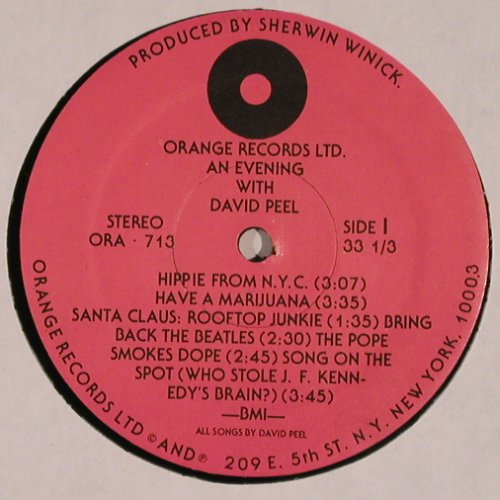 PRODUCED BY SHERWIN WINICK.
ORANGE RECORDS LTD.
AN EVENING
WITH
DAVID PEEL
STEREO
ORA · 713
SIDE I
33 1/3
HIPPIE FROM N.Y.C. (3:07)
HAVE A MARIJUANA (3:35)
SANTA CLAUS: ROOFTOP JUNKIE (1:35) BRING
BACK THE BEATLES (2:30) THE POPE
SMOKES DOPE (2:45) SONG ON THE
SPOT (WHO STOLE J. F. KENN-
EDY'S BRAIN?) (3:45)
—BMI—
ALL SONGS BY DAVID PEEL
ORANGE RECORDS LTD © AND ℗ 209 E. 5th ST. N.Y. NEW YORK. 10003